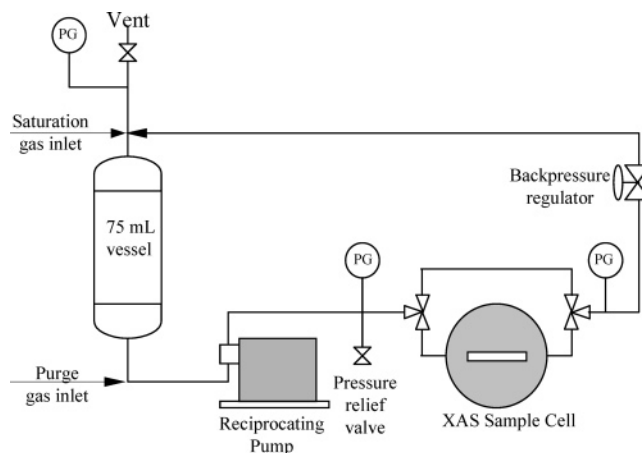 Vent
PG
Saturation
gas inlet
Backpressure
regulator
75 mL
vessel
PG
PG
Purge
gas inlet
Pressure
relief
valve
Reciprocating
Pump
XAS Sample Cell